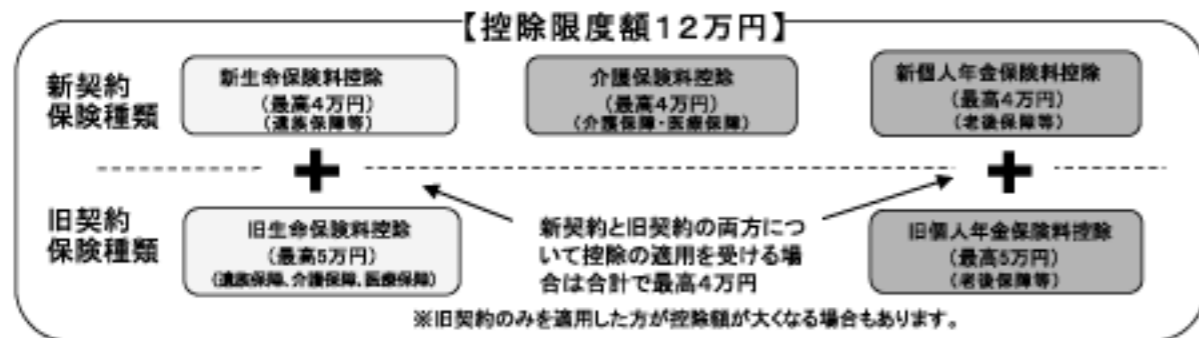 【控除限度額12万円】
新契約
保険種類
新生命保険料控除
(最高4万円)
(遺族保障等)
介護保険料控除
(最高4万円)
(介護保障・医療保障)
新個人年金保険料控除
(最高4万円)
(老後保障等)
+
+
旧契約
保険種類
旧生命保険料控除
(最高5万円)
(遺族保障、介護保障、医療保障)
新契約と旧契約の両方につ
いて控除の適用を受ける場
合は合計で最高4万円
旧個人年金保険料控除
(最高5万円)
(老後保障等)
※旧契約のみを適用した方が控除額が大きくなる場合もあります。